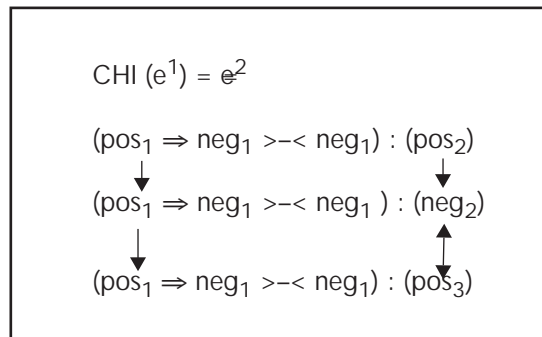 CHI (e¹) = e²
(pos₁ ⇒ neg₁ >–< neg₁) : (pos₂)
(pos₁ ⇒ neg₁ >–< neg₁ ) : (neg₂)
(pos₁ ⇒ neg₁ >–< neg₁) : (pos₃)